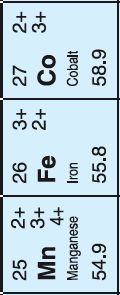 25 2+
3+
Mn 4+
Manganese
54.9
26 3+
2+
Fe
Iron
55.8
27 2+
3+
Co
Cobalt
58.9